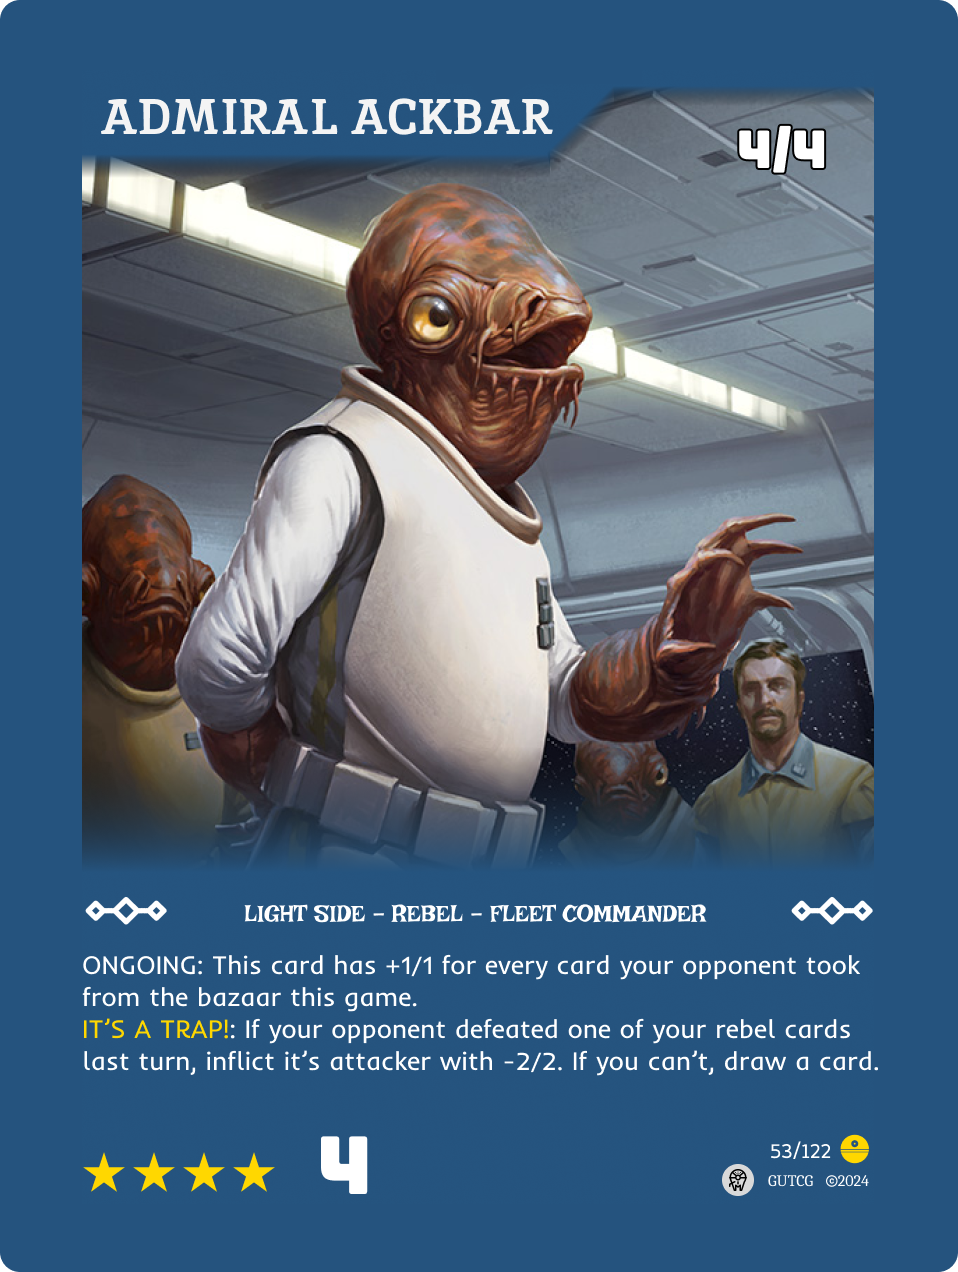 ADMIRAL ACKBAR
4/4
LIGHT SIDE – REBEL – FLEET COMMANDER
ONGOING: This card has +1/1 for every card your opponent took
from the bazaar this game.
IT’S A TRAP!: If your opponent defeated one of your rebel cards
last turn, inflict it’s attacker with -2/2. If you can’t, draw a card.
4
53/122
GUTCG ©2024